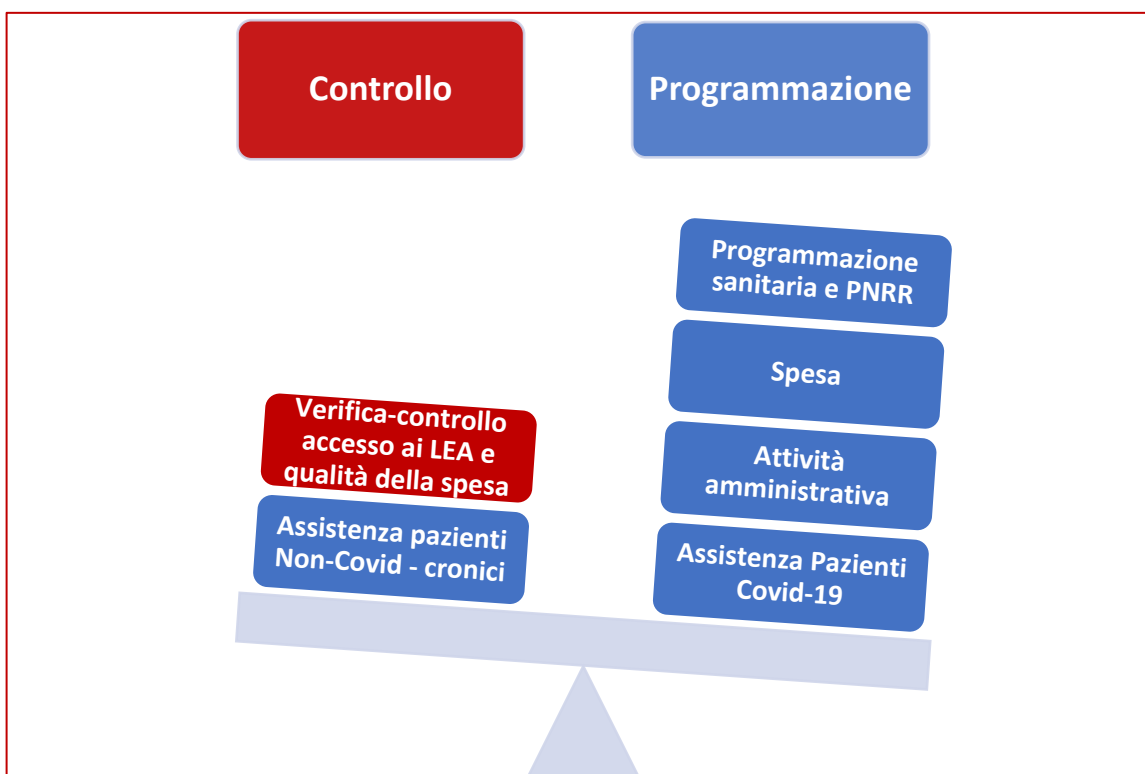 Controllo
Programmazione
Programmazione
sanitaria e PNRR
Spesa
Attività
amministrativa
Assistenza Pazienti
Covid-19
Verifica-controllo
accesso ai LEA e
qualità della spesa
Assistenza pazienti
Non-Covid - cronici